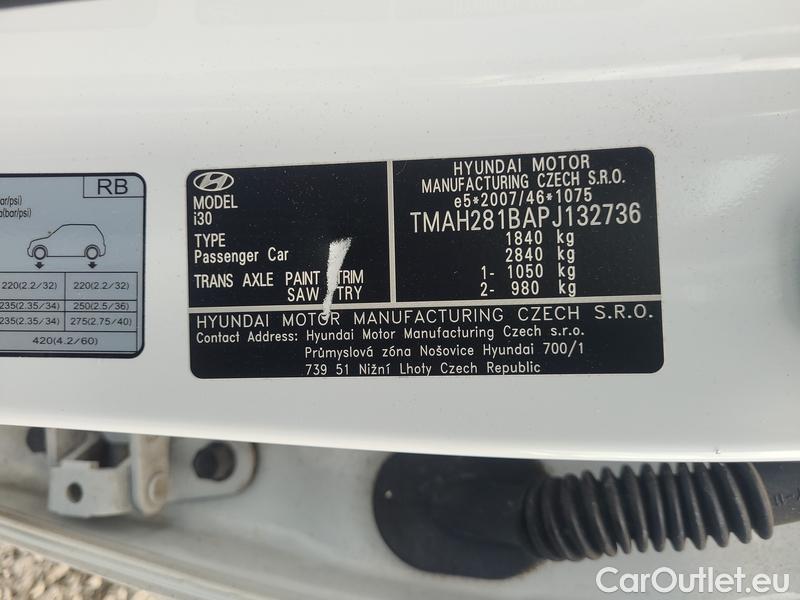 RB
bar/psi)
(bar/psi)
220(2.2/32) 220(2.2/32)
235(2.35/34) 250(2.5/36)
235(2.35/34) 275(2.75/40)
420(4.2/60)
MODEL
i30
TYPE
Passenger Car
TRANS AXLE PAINT TRIM
SAW TRY
HYUNDAI MOTOR
MANUFACTURING CZECH S.R.O.
e5*2007/46*1075
TMAH281BAPJ132736
1840 kg
2840 kg
1- 1050 kg
2- 980 kg
HYUNDAI MOTOR MANUFACTURING CZECH S.R.O.
Contact Address: Hyundai Motor Manufacturing Czech s.r.o.
Průmyslová zóna Nošovice Hyundai 700/1
739 51 Nižní Lhoty Czech Republic
CarOutlet.eu